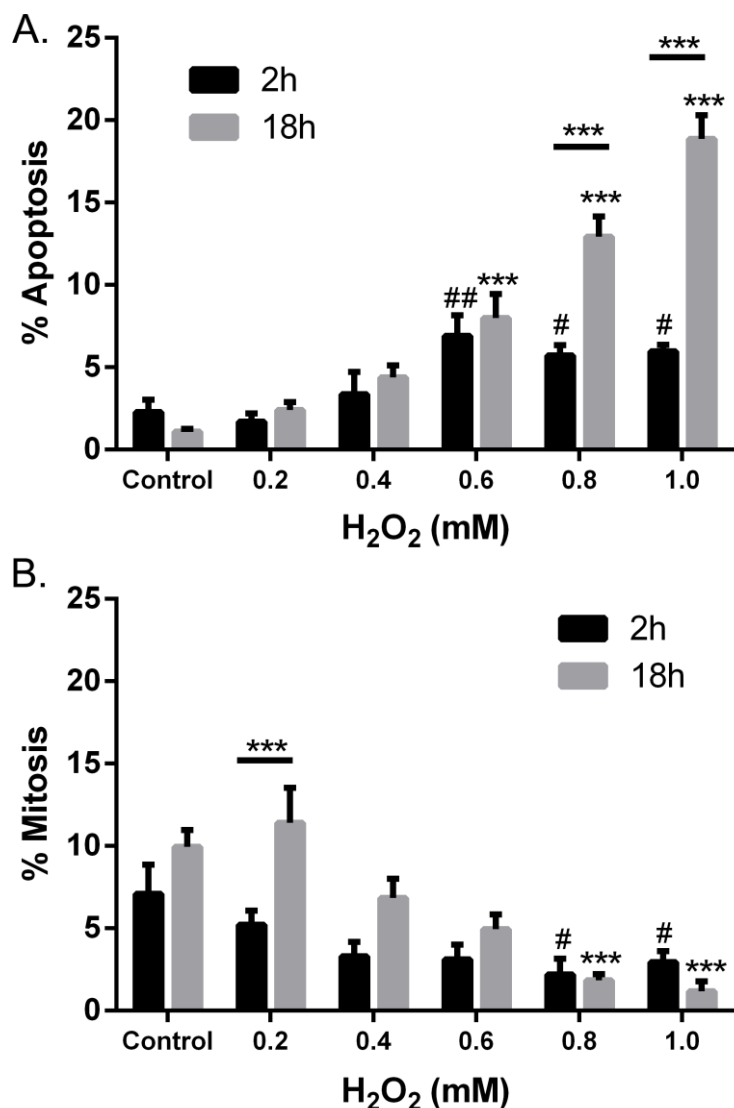 A.
25
20
15
10
5
0
% Apoptosis
2h
18h
***
***
***
***
## *** # #
Control 0.2 0.4 0.6 0.8 1.0
H₂O₂ (mM)
B.
25
20
15
10
5
0
% Mitosis
2h
18h
***
# *** # ***
Control 0.2 0.4 0.6 0.8 1.0
H₂O₂ (mM)